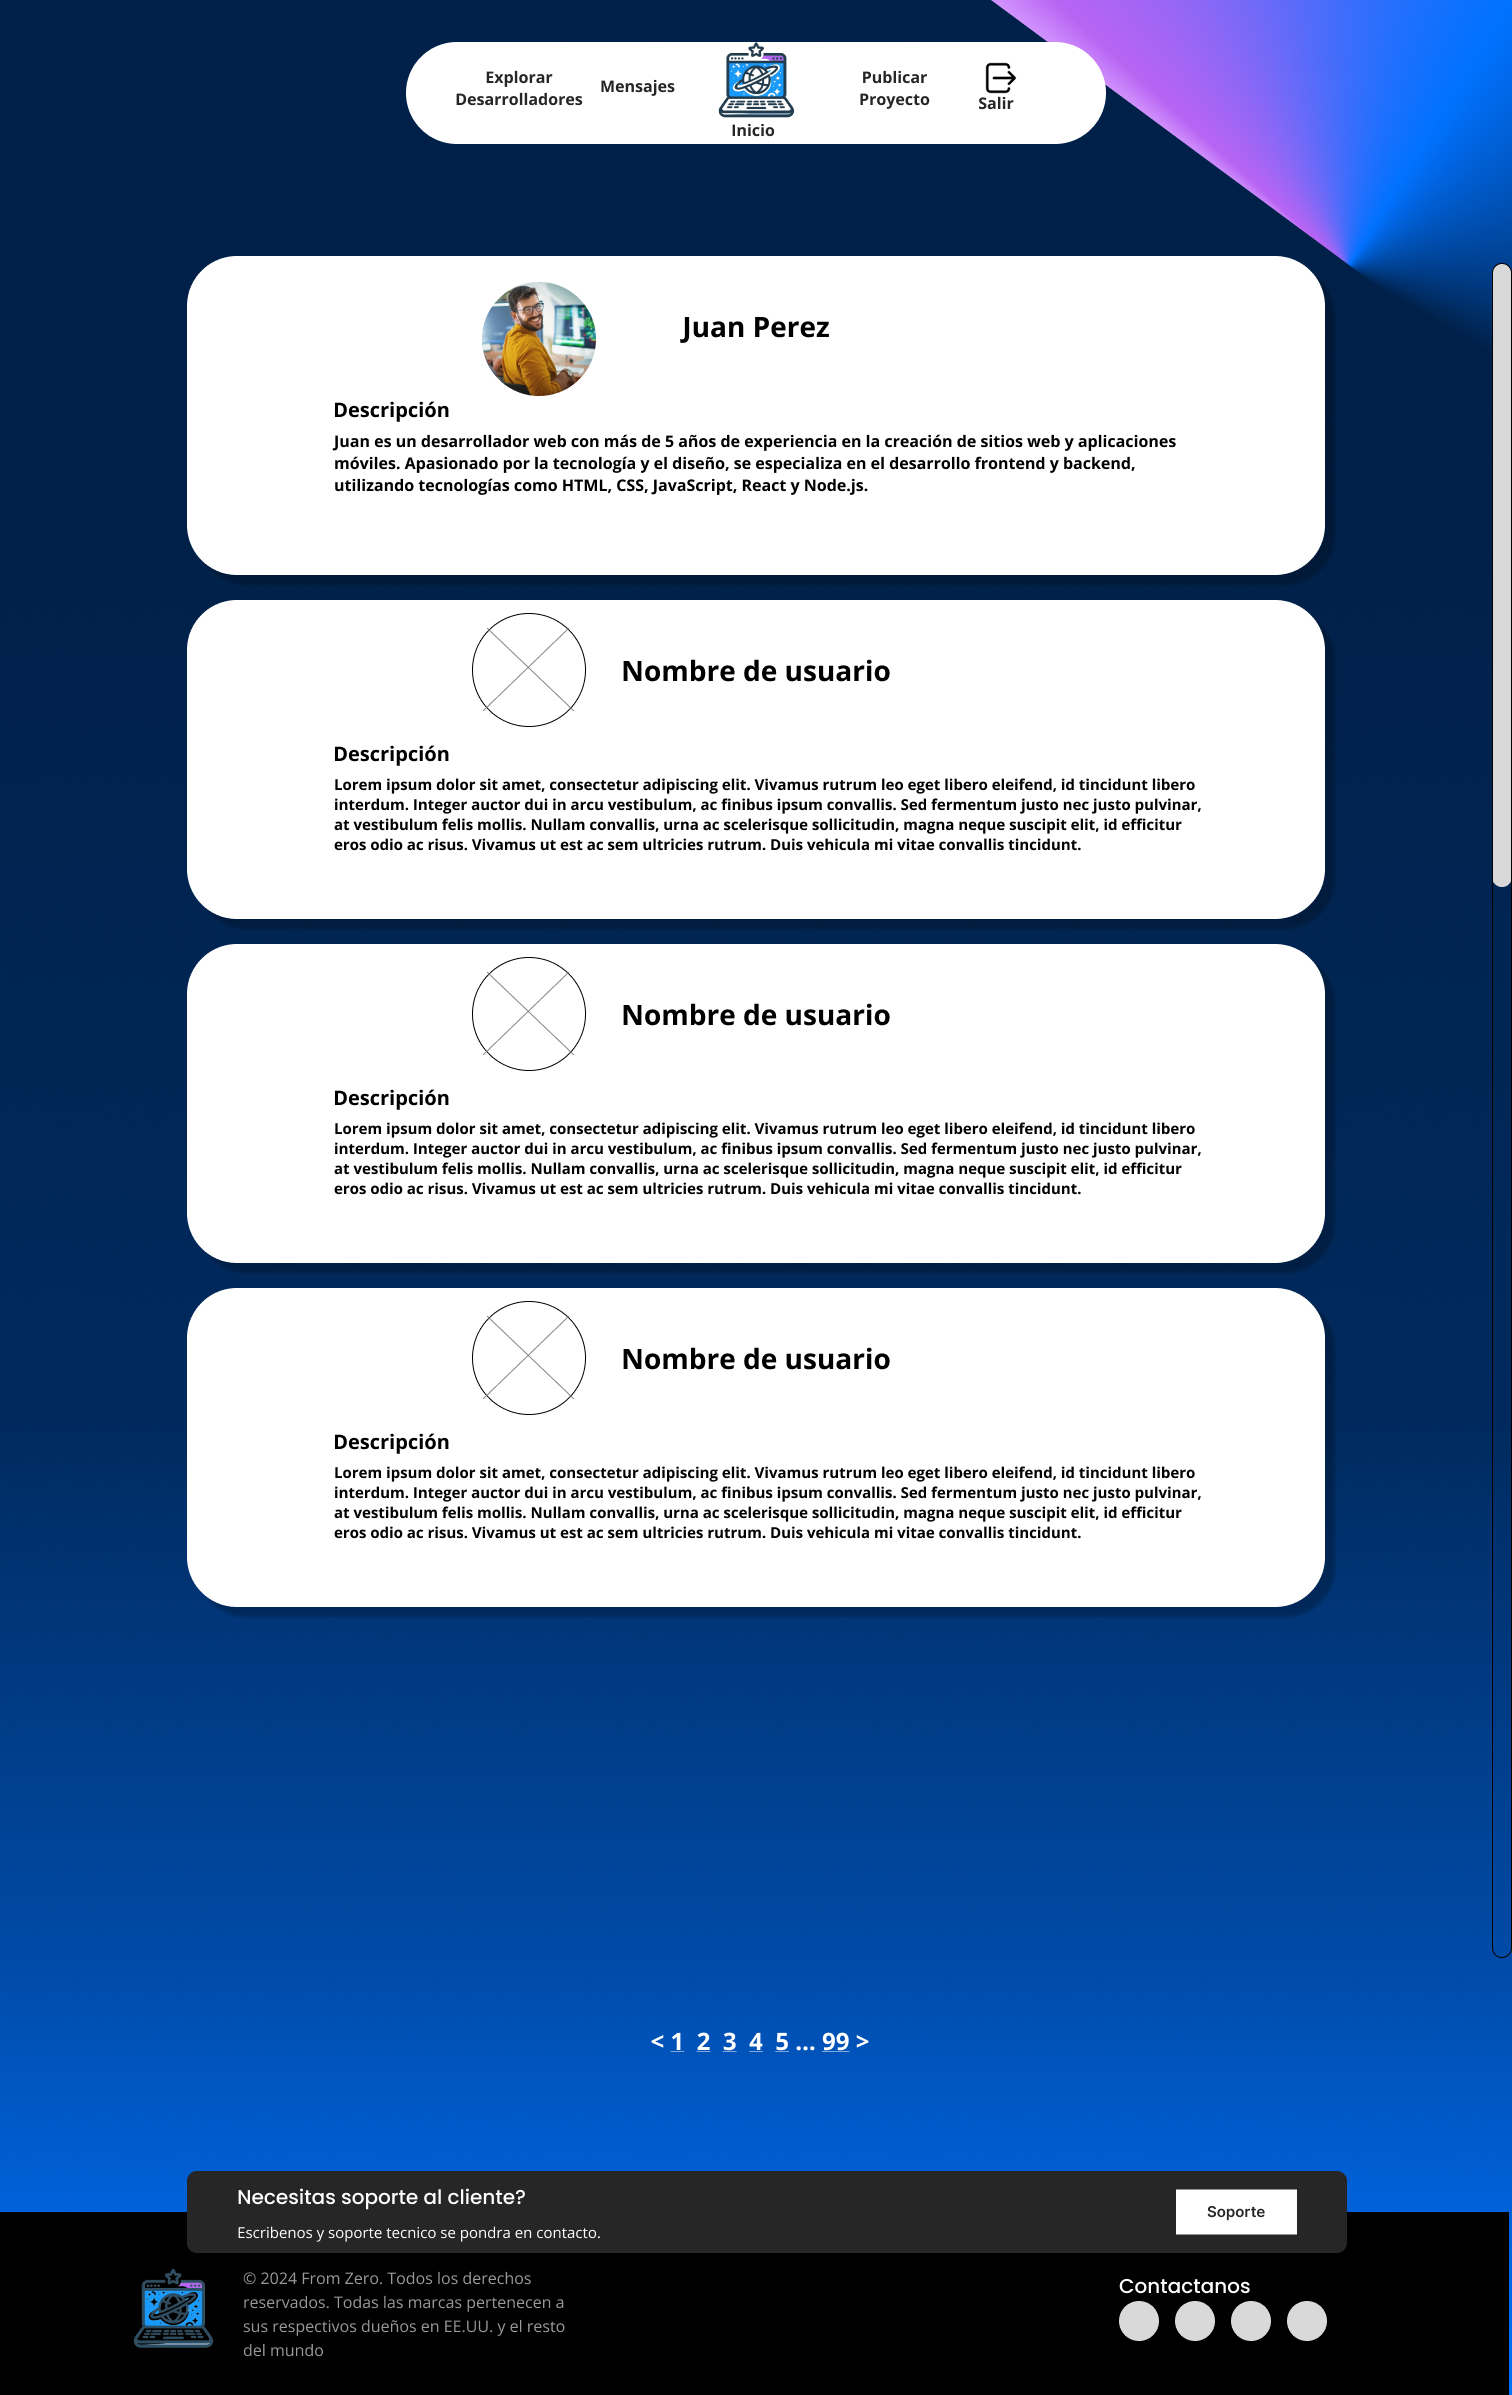 Explorar
Desarrolladores
Mensajes
Inicio
Publicar
Proyecto
Salir
Juan Perez
Descripción
Juan es un desarrollador web con más de 5 años de experiencia en la creación de sitios web y aplicaciones
móviles. Apasionado por la tecnología y el diseño, se especializa en el desarrollo frontend y backend,
utilizando tecnologías como HTML, CSS, JavaScript, React y Node.js.
Nombre de usuario
Descripción
Lorem ipsum dolor sit amet, consectetur adipiscing elit. Vivamus rutrum leo eget libero eleifend, id tincidunt libero
interdum. Integer auctor dui in arcu vestibulum, ac finibus ipsum convallis. Sed fermentum justo nec justo pulvinar,
at vestibulum felis mollis. Nullam convallis, urna ac scelerisque sollicitudin, magna neque suscipit elit, id efficitur
eros odio ac risus. Vivamus ut est ac sem ultricies rutrum. Duis vehicula mi vitae convallis tincidunt.
Nombre de usuario
Descripción
Lorem ipsum dolor sit amet, consectetur adipiscing elit. Vivamus rutrum leo eget libero eleifend, id tincidunt libero
interdum. Integer auctor dui in arcu vestibulum, ac finibus ipsum convallis. Sed fermentum justo nec justo pulvinar,
at vestibulum felis mollis. Nullam convallis, urna ac scelerisque sollicitudin, magna neque suscipit elit, id efficitur
eros odio ac risus. Vivamus ut est ac sem ultricies rutrum. Duis vehicula mi vitae convallis tincidunt.
Nombre de usuario
Descripción
Lorem ipsum dolor sit amet, consectetur adipiscing elit. Vivamus rutrum leo eget libero eleifend, id tincidunt libero
interdum. Integer auctor dui in arcu vestibulum, ac finibus ipsum convallis. Sed fermentum justo nec justo pulvinar,
at vestibulum felis mollis. Nullam convallis, urna ac scelerisque sollicitudin, magna neque suscipit elit, id efficitur
eros odio ac risus. Vivamus ut est ac sem ultricies rutrum. Duis vehicula mi vitae convallis tincidunt.
< 1 2 3 4 5 ... 99 >
Necesitas soporte al cliente?
Escribenos y soporte tecnico se pondra en contacto.
Soporte
© 2024 From Zero. Todos los derechos
reservados. Todas las marcas pertenecen a
sus respectivos dueños en EE.UU. y el resto
del mundo
Contactanos